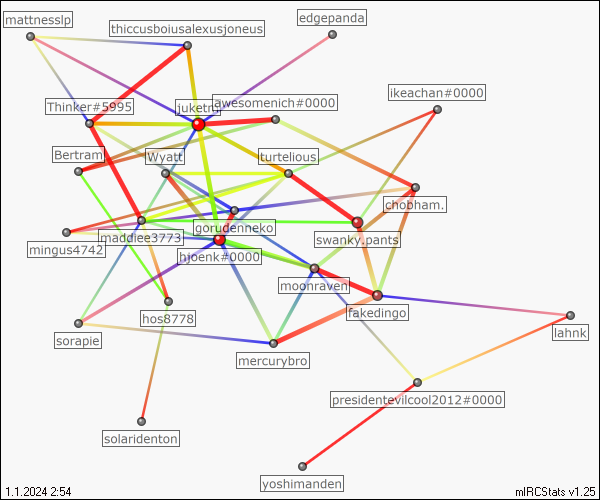 mattnesslp
edgepanda
thiccusboiusalexusjoneus
ikeachan#0000
Thinker#5995
juketru
awesomenich#0000
Bertram
Wyatt
turtelious
chobham.
gorudenneko
maddiee3773
swanky.pants
mingus4742
hjoenk#0000
moonraven
fakedingo
hos8778
sorapie
lahnk
mercurybro
presidentevilcool2012#0000
solaridenton
yoshimanden
1.1.2024 2:54
mIRCStats v1.25